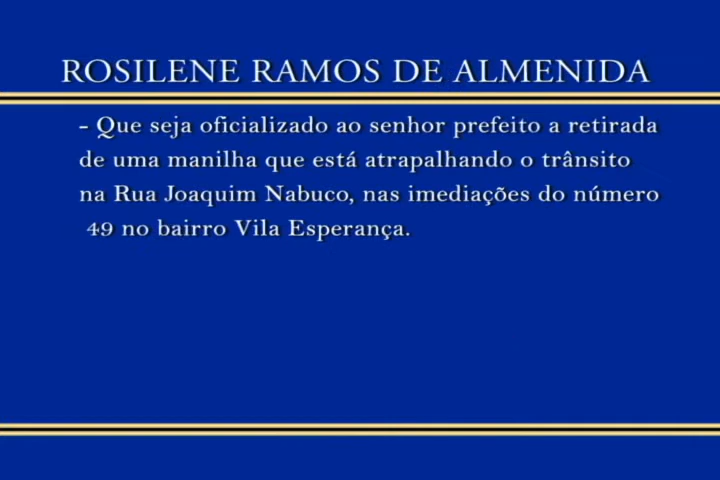 ROSILENE RAMOS DE ALMENIDA
- Que seja oficializado ao senhor prefeito a retirada
de uma manilha que está atrapalhando o trânsito
na Rua Joaquim Nabuco, nas imediações do número
49 no bairro Vila Esperança.